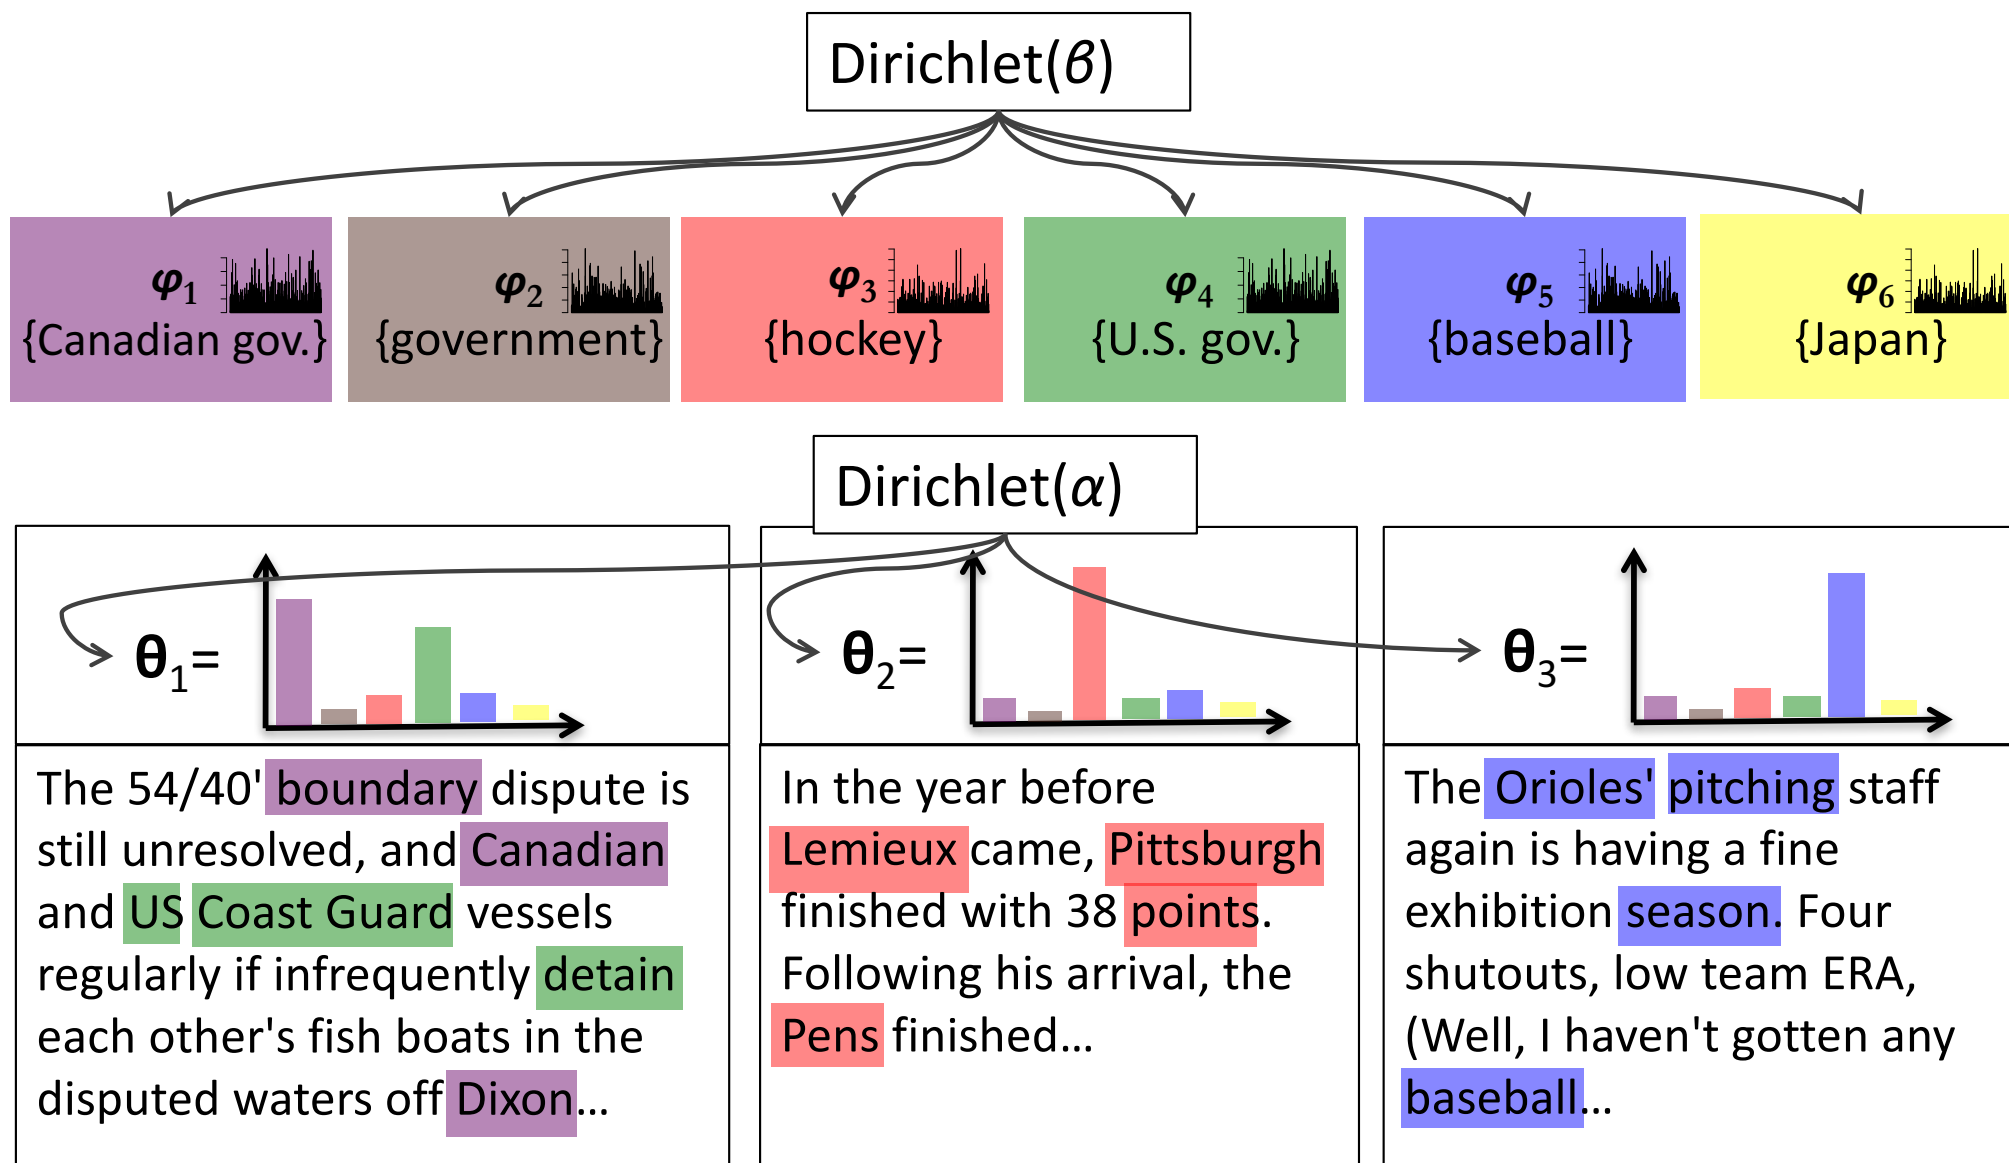 Dirichlet(β)
φ1
{Canadian gov.}
φ2
{government}
φ3
{hockey}
φ4
{U.S. gov.}
φ5
{baseball}
φ6
{Japan}
Dirichlet(α)
θ1=
The 54/40' boundary dispute is
still unresolved, and Canadian
and US Coast Guard vessels
regularly if infrequently detain
each other's fish boats in the
disputed waters off Dixon…
θ2=
In the year before
Lemieux came, Pittsburgh
finished with 38 points.
Following his arrival, the
Pens finished…
θ3=
The Orioles' pitching staff
again is having a fine
exhibition season. Four
shutouts, low team ERA,
(Well, I haven't gotten any
baseball…